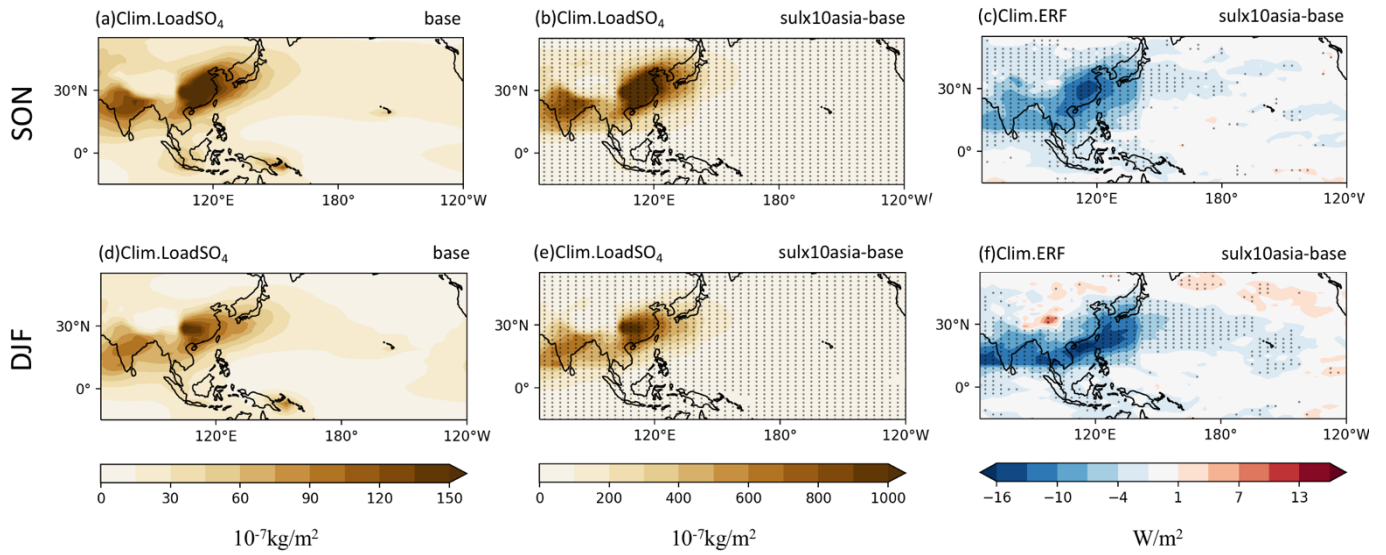 (a)Clim.LoadSO₄ base
(b)Clim.LoadSO₄ sulx10asia-base
(c)Clim.ERF sulx10asia-base
SON
30°N
0°
120°E 180° 120°W
30°N
0°
120°E 180° 120°W
30°N
0°
120°E 180° 120°W
(d)Clim.LoadSO₄ base
(e)Clim.LoadSO₄ sulx10asia-base
(f)Clim.ERF sulx10asia-base
DJF
30°N
0°
120°E 180° 120°W
30°N
0°
120°E 180° 120°W
30°N
0°
120°E 180° 120°W
0 30 60 90 120 150
0 200 400 600 800 1000
−16 −10 −4 1 7 13
10⁻⁷kg/m²
10⁻⁷kg/m²
W/m²